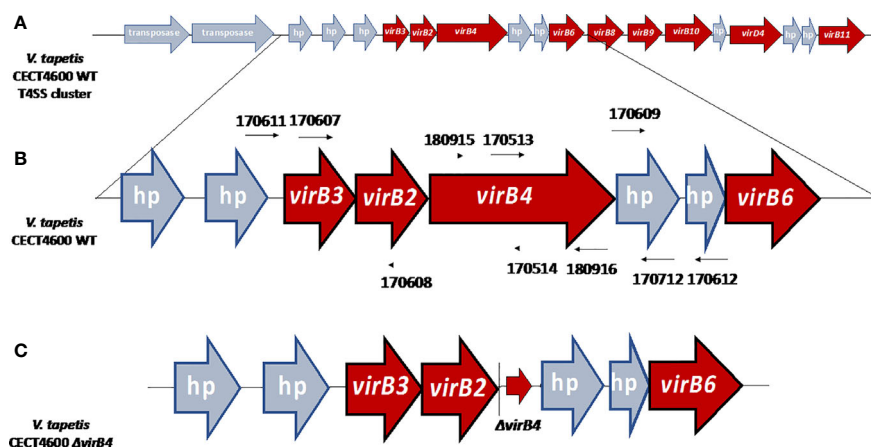 A
transposase transposase hp hp hp virB3 virB2 virB4 hp hp virB6 virB8 virB9 virB10 hp virD4 hp hp virB11
V. tapetis
CECT4600 WT
T4SS cluster
170611 170607 180915 170513 170609
B
hp hp virB3 virB2 virB4 hp hp virB6
V. tapetis
CECT4600 WT
170608 170514 180916 170712 170612
C
hp hp virB3 virB2 hp hp virB6
ΔvirB4
V. tapetis
CECT4600 ΔvirB4